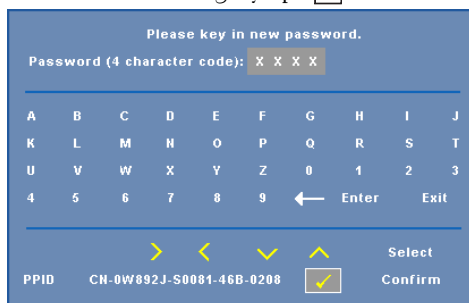 Please key in new password.
Password (4 character code): X X X X
A B C D E F G H I J
K L M N O P Q R S T
U V W X Y Z 0 1 2 3
4 5 6 7 8 9 ← Enter Exit
> < ﹀ ︿ Select
PPID CN-0W892J-S0081-46B-0208 ✓ Confirm